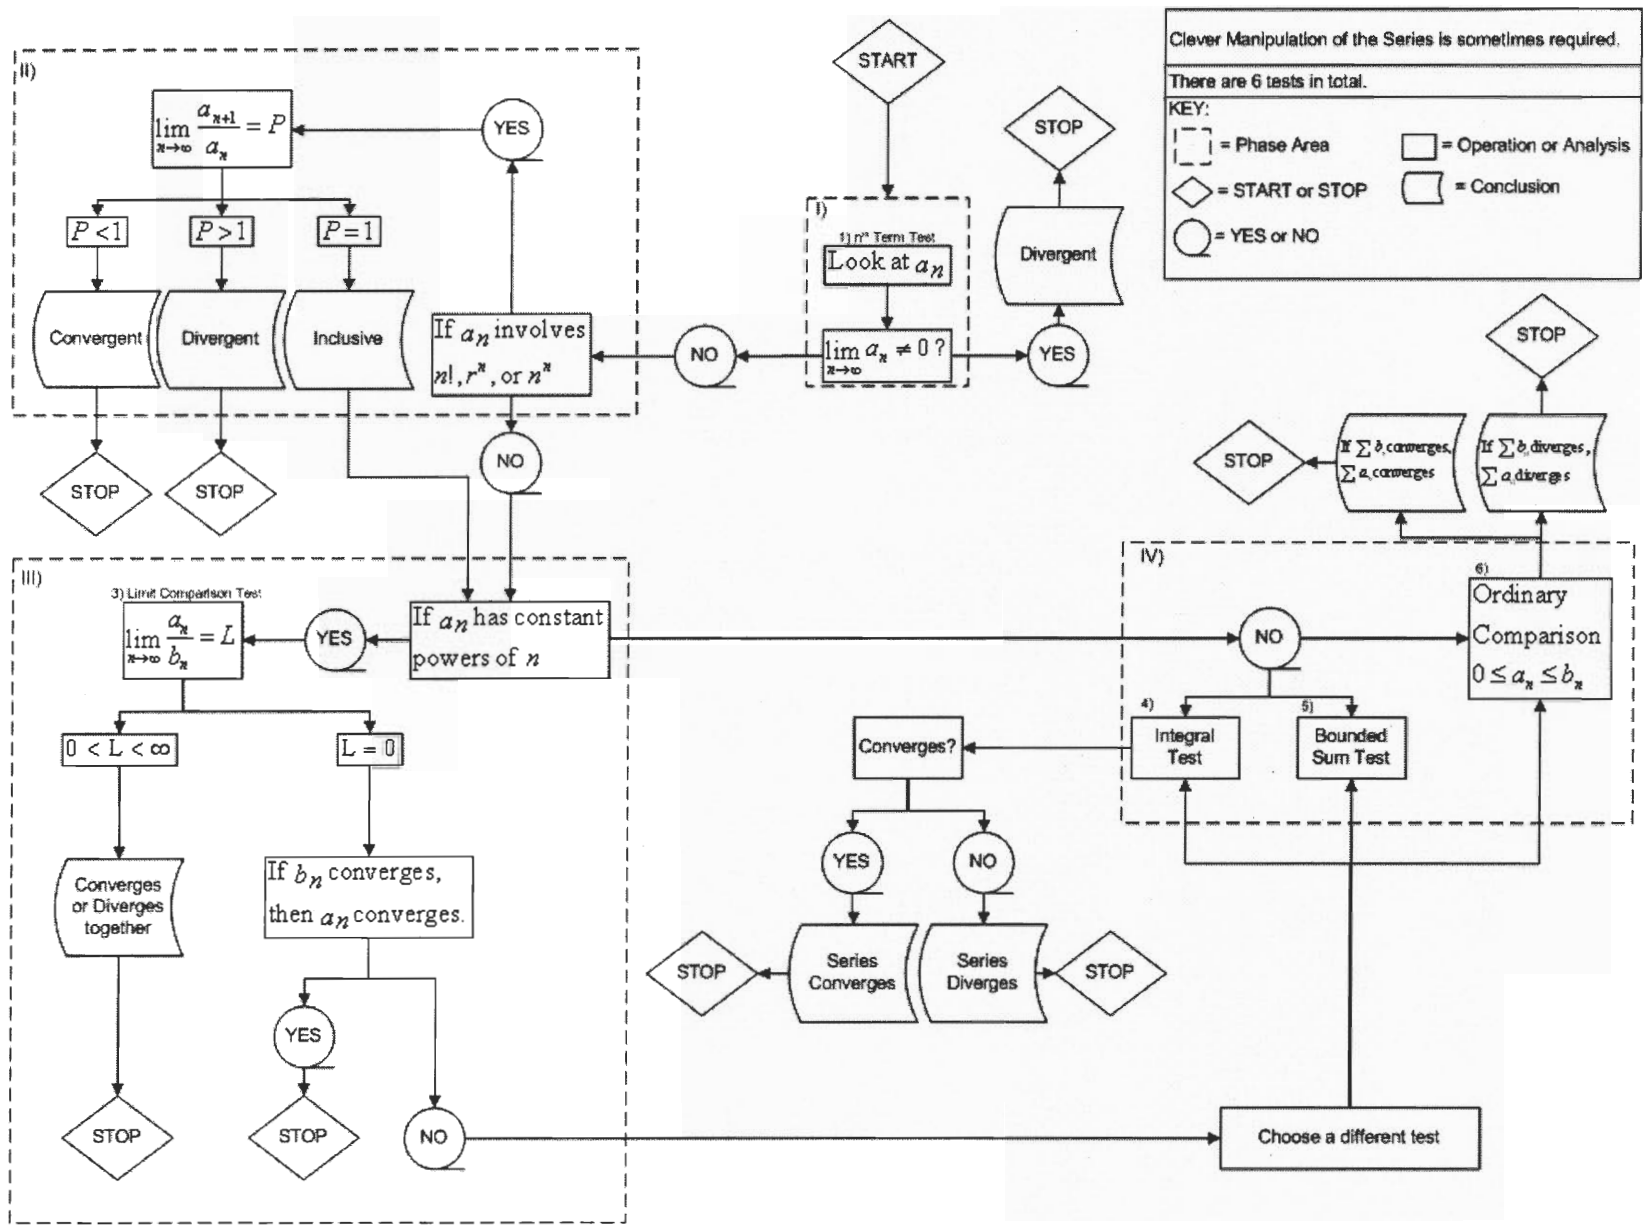 START
STOP
Clever Manipulation of the Series is sometimes required.
There are 6 tests in total.
KEY:
= Phase Area
= Operation or Analysis
= START or STOP
= Conclusion
= YES or NO
II)
lim n→∞ a_{n+1}/a_n = P
YES
P < 1
P > 1
P = 1
Convergent
Divergent
Inclusive
If a_n involves
n!, r^n, or n^n
NO
STOP
STOP
I)
1) n^th Term Test
Look at a_n
lim n→∞ a_n ≠ 0 ?
NO
YES
Divergent
STOP
STOP
If ∑ b_n converges,
∑ a_n converges
If ∑ b_n diverges,
∑ a_n diverges
III)
3) Limit Comparison Test
lim n→∞ a_n/b_n = L
YES
If a_n has constant
powers of n
0 < L < ∞
L = 0
Converges
or Diverges
together
If b_n converges,
then a_n converges.
YES
STOP
STOP
NO
IV)
NO
6)
Ordinary
Comparison
0 ≤ a_n ≤ b_n
4)
Integral
Test
5)
Bounded
Sum Test
Converges?
YES
NO
STOP
Series
Converges
Series
Diverges
STOP
Choose a different test